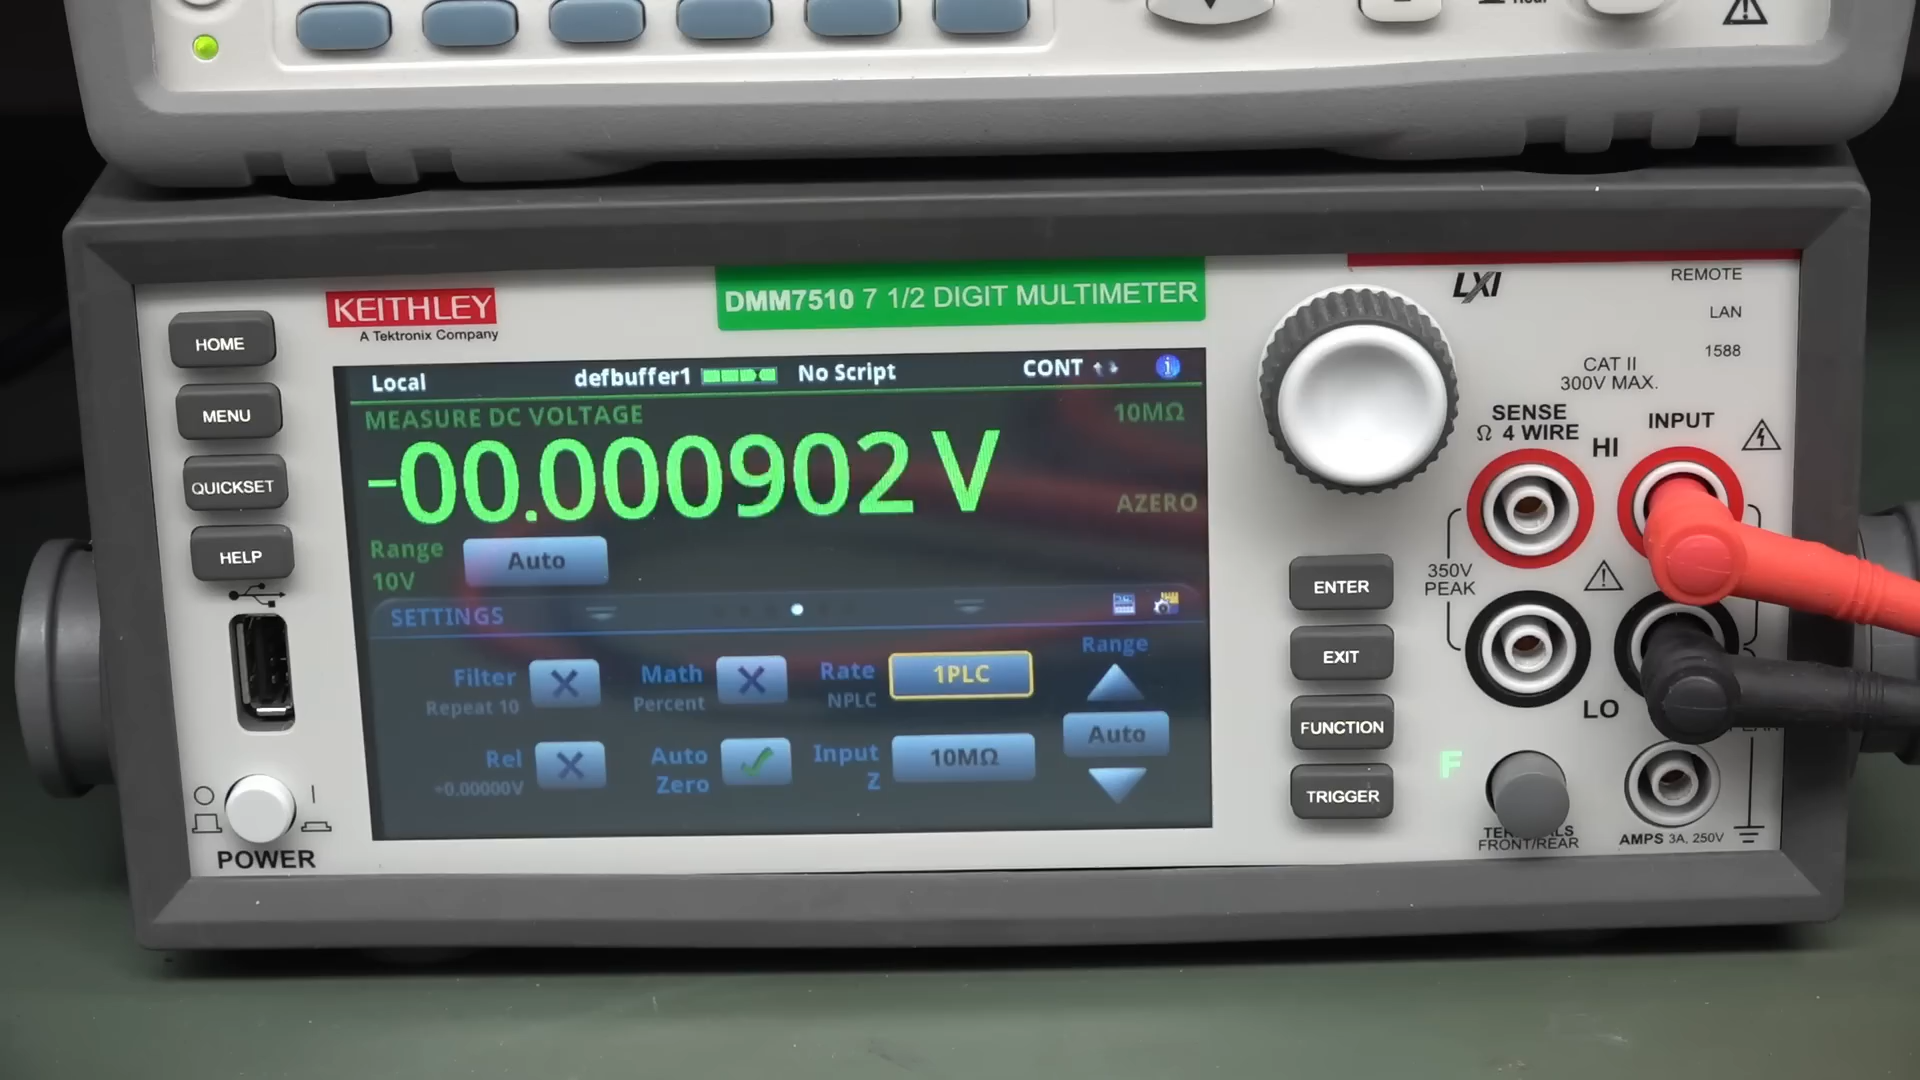 KEITHLEY
A Tektronix Company
DMM7510 7 1/2 DIGIT MULTIMETER
LXI
REMOTE
LAN
1588
HOME
MENU
QUICKSET
HELP
POWER
Local
defbuffer1
No Script
CONT
i
MEASURE DC VOLTAGE
10MΩ
-00.000902 V
AZERO
Range
10V
Auto
SETTINGS
Filter
Repeat 10
Math
Percent
Rate
NPLC
1PLC
Range
Rel
+0.00000V
Auto
Zero
Input
Z
10MΩ
Auto
CAT II
300V MAX.
SENSE
Ω 4 WIRE
HI
INPUT
350V
PEAK
LO
ENTER
EXIT
FUNCTION
TRIGGER
F
FRONT/REAR
AMPS 3A, 250V